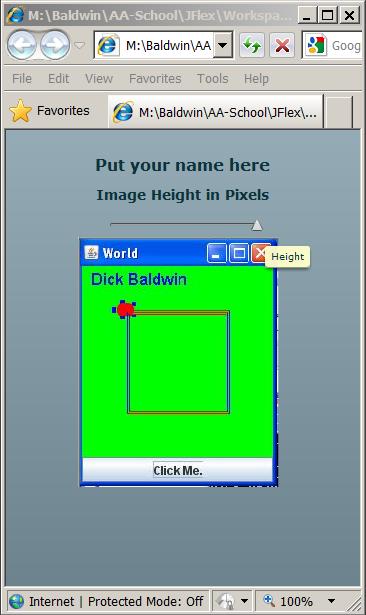 M:\Baldwin\AA-School\JFlex\Workspa...
M:\Baldwin\AA
Goog
File Edit View Favorites Tools Help
Favorites
M:\Baldwin\AA-School\JFlex\...
Put your name here
Image Height in Pixels
World
Height
Dick Baldwin
Click Me.
Internet | Protected Mode: Off
100%